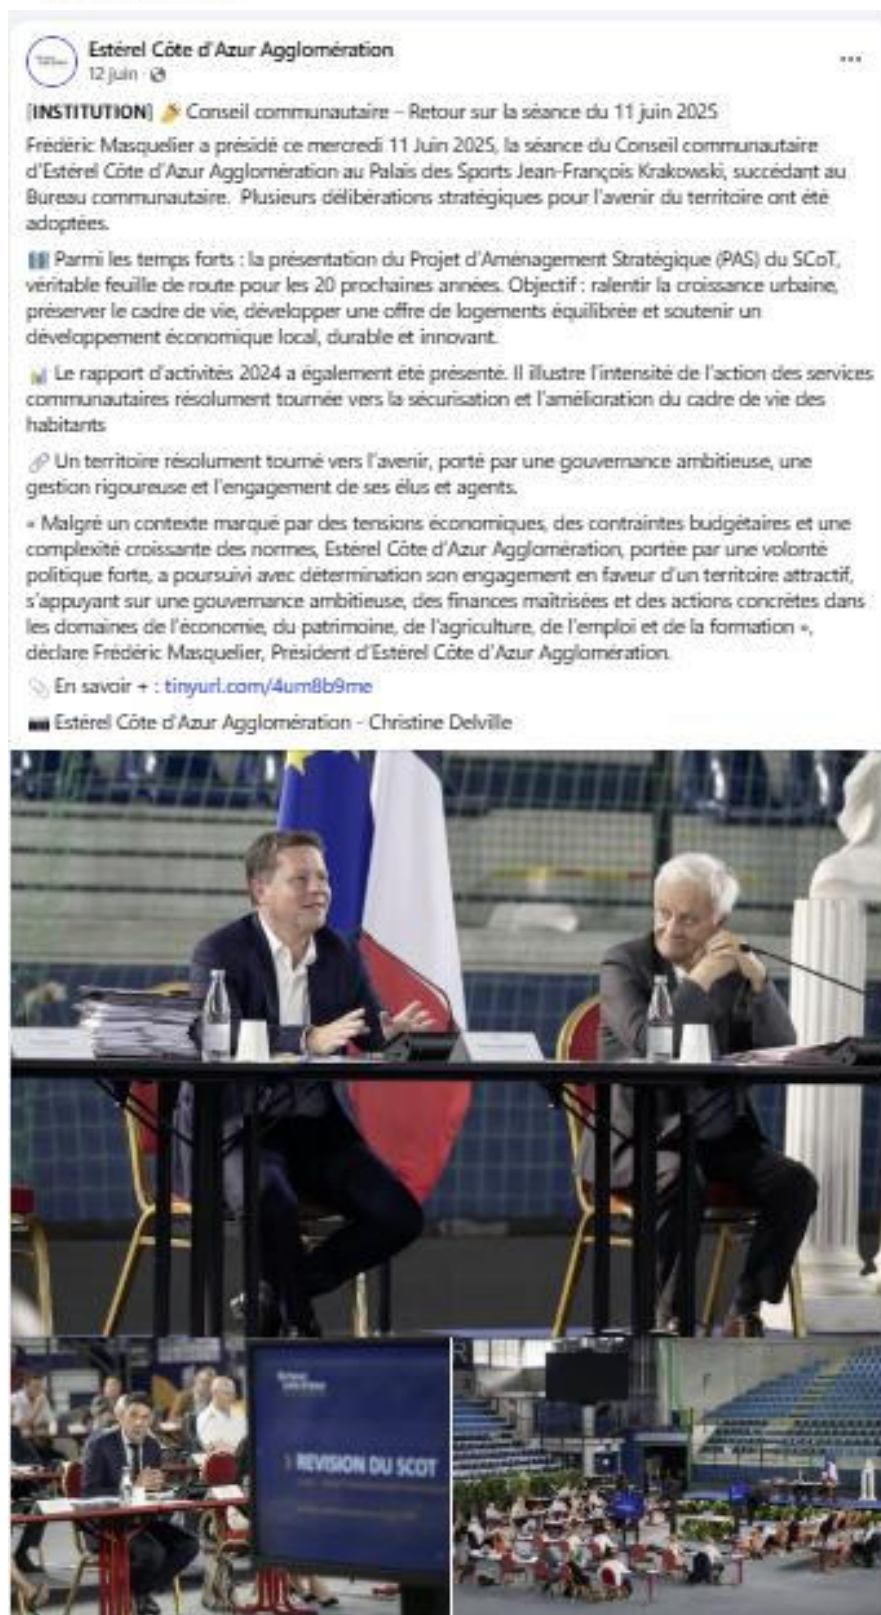 Estérel Côte d'Azur Agglomération
12 juin
[INSTITUTION] Conseil communautaire – Retour sur la séance du 11 juin 2025
Frédéric Masquelier a présidé ce mercredi 11 Juin 2025, la séance du Conseil communautaire
d'Estérel Côte d'Azur Agglomération au Palais des Sports Jean-François Krakowski, succédant au
Bureau communautaire. Plusieurs délibérations stratégiques pour l'avenir du territoire ont été
adoptées.
Parmi les temps forts : la présentation du Projet d'Aménagement Stratégique (PAS) du SCoT,
véritable feuille de route pour les 20 prochaines années. Objectif : ralentir la croissance urbaine,
préserver le cadre de vie, développer une offre de logements équilibrée et soutenir un
développement économique local, durable et innovant.
Le rapport d'activités 2024 a également été présenté. Il illustre l'intensité de l'action des services
communautaires résolument tournée vers la sécurisation et l'amélioration du cadre de vie des
habitants
Un territoire résolument tourné vers l'avenir, porté par une gouvernance ambitieuse, une
gestion rigoureuse et l'engagement de ses élus et agents.
« Malgré un contexte marqué par des tensions économiques, des contraintes budgétaires et une
complexité croissante des normes, Estérel Côte d'Azur Agglomération, portée par une volonté
politique forte, a poursuivi avec détermination son engagement en faveur d'un territoire attractif,
s'appuyant sur une gouvernance ambitieuse, des finances maîtrisées et des actions concrètes dans
les domaines de l'économie, du patrimoine, de l'agriculture, de l'emploi et de la formation »,
déclare Frédéric Masquelier, Président d'Estérel Côte d'Azur Agglomération.
En savoir + : tinyurl.com/4um8b9me
Estérel Côte d'Azur Agglomération - Christine Delville
REVISION DU SCOT